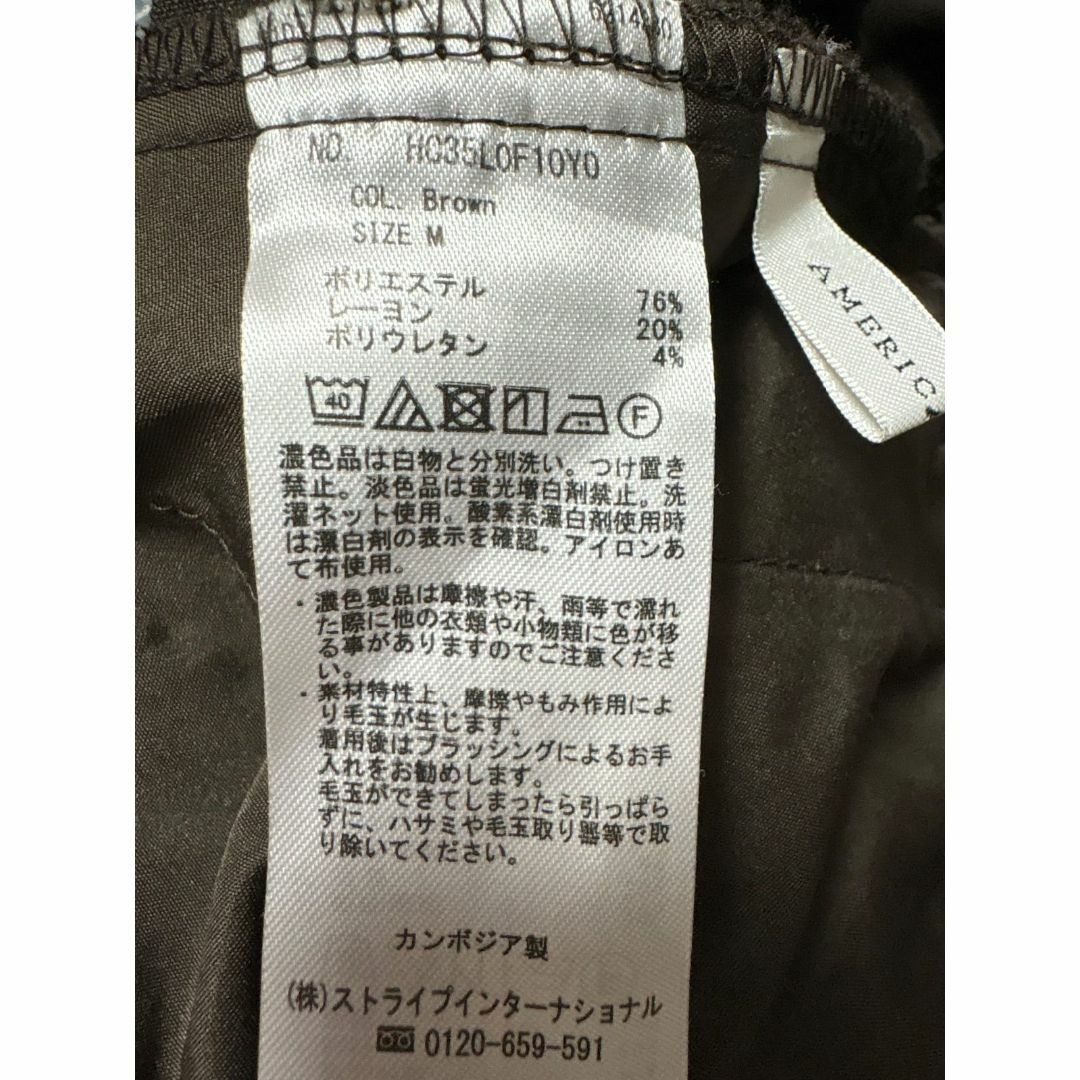 NO. HC35L0F10Y0
COL. Brown
SIZE M
ポリエステル 76%
レーヨン 20%
ポリウレタン 4%
40
F
濃色品は白物と分別洗い。つけ置き
禁止。淡色品は蛍光増白剤禁止。洗
濯ネット使用。酸素系漂白剤使用時
は漂白剤の表示を確認。アイロンあ
て布使用。
・濃色製品は摩擦や汗、雨等で濡れ
た際に他の衣類や小物類に色が移
る事がありますのでご注意くださ
い。
・素材特性上、摩擦やもみ作用によ
り毛玉が生じます。
着用後はブラッシングによるお手
入れをお勧めします。
毛玉ができてしまったら引っぱら
ずに、ハサミや毛玉取り器等で取
り除いてください。
カンボジア製
(株)ストライプインターナショナル
0120-659-591
AMERIC